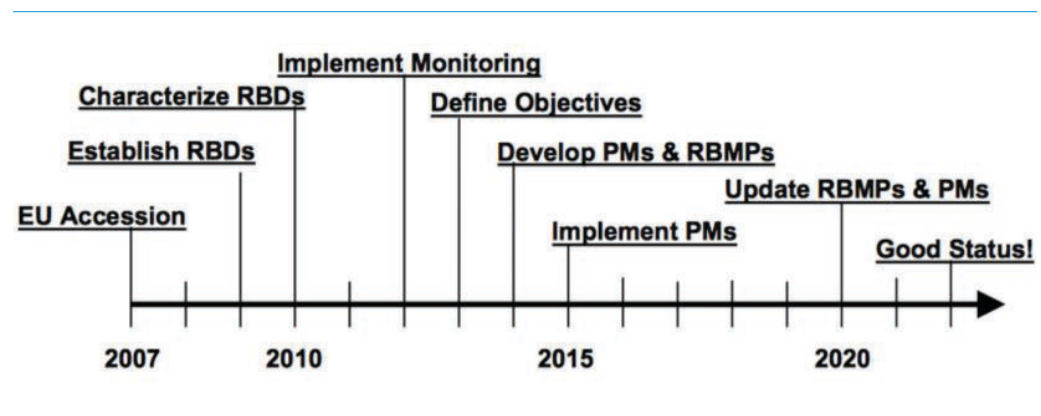 Implement Monitoring
Characterize RBDs
Define Objectives
Establish RBDs
Develop PMs & RBMPs
Update RBMPs & PMs
EU Accession
Implement PMs
Good Status!
2007
2010
2015
2020